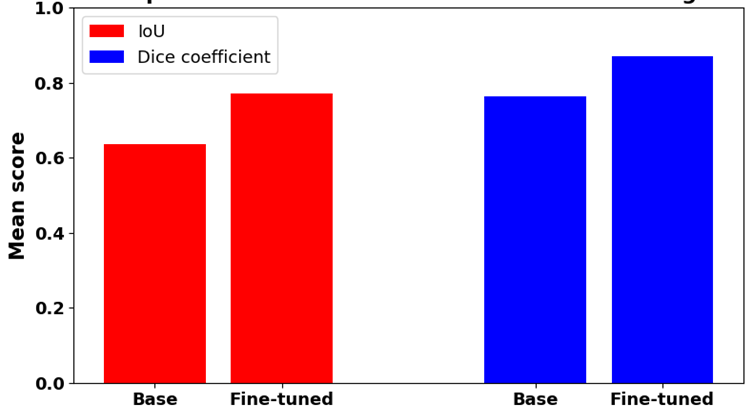 1.0
IoU
Dice coefficient
0.8
0.6
0.4
0.2
0.0
Mean score
Base Fine-tuned Base Fine-tuned